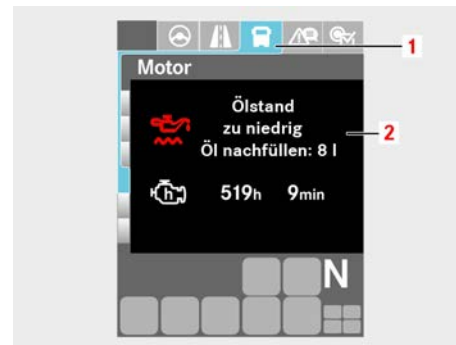 1
Motor
Ölstand
zu niedrig
2
Öl nachfüllen: 8 l
h
519h 9min
N